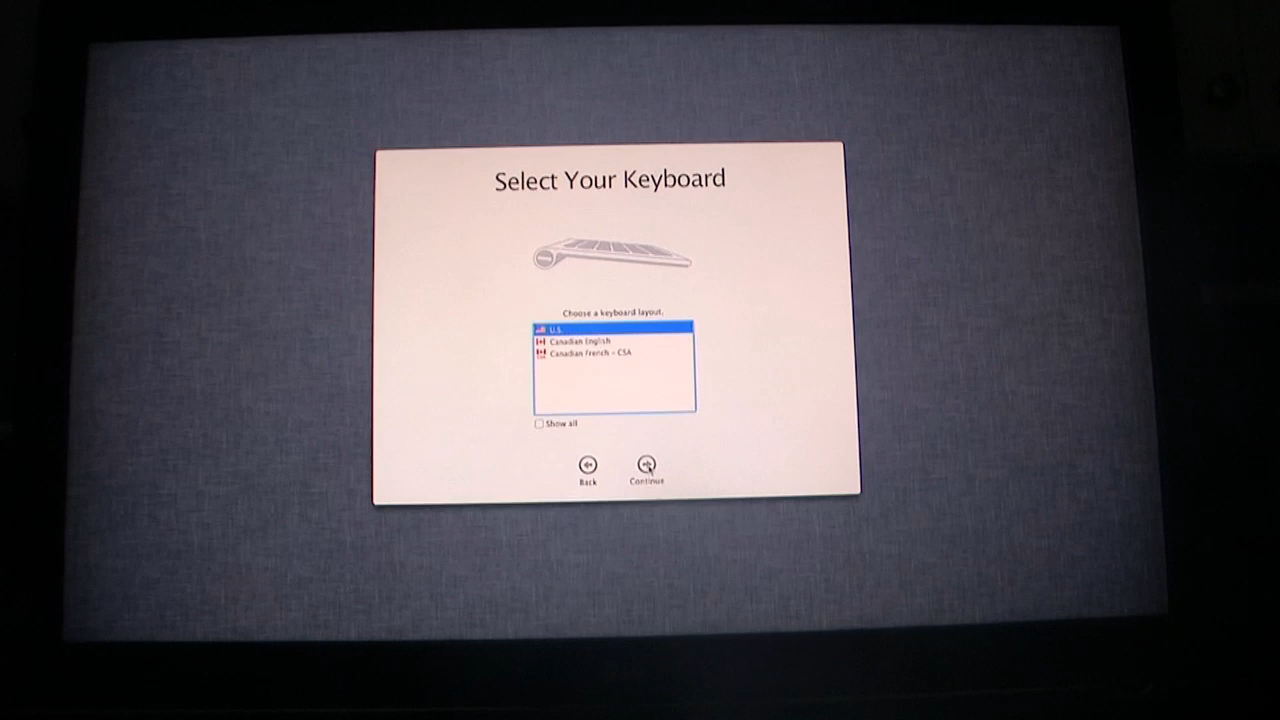 Select Your Keyboard
Choose a keyboard layout.
U.S.
Canadian English
Canadian French - CSA
Show all
Back
Continue